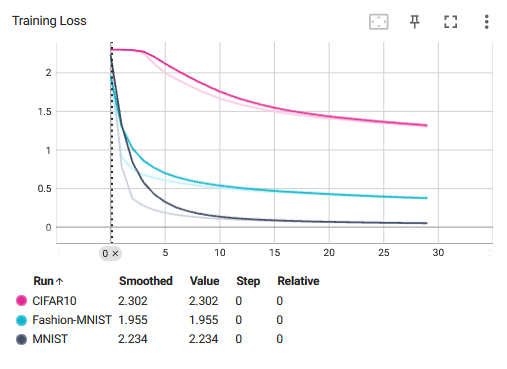 Training Loss
2
1.5
1
0.5
0
0 × 5 10 15 20 25 30
Run↑ Smoothed Value Step Relative
CIFAR10 2.302 2.302 0 0
Fashion-MNIST 1.955 1.955 0 0
MNIST 2.234 2.234 0 0